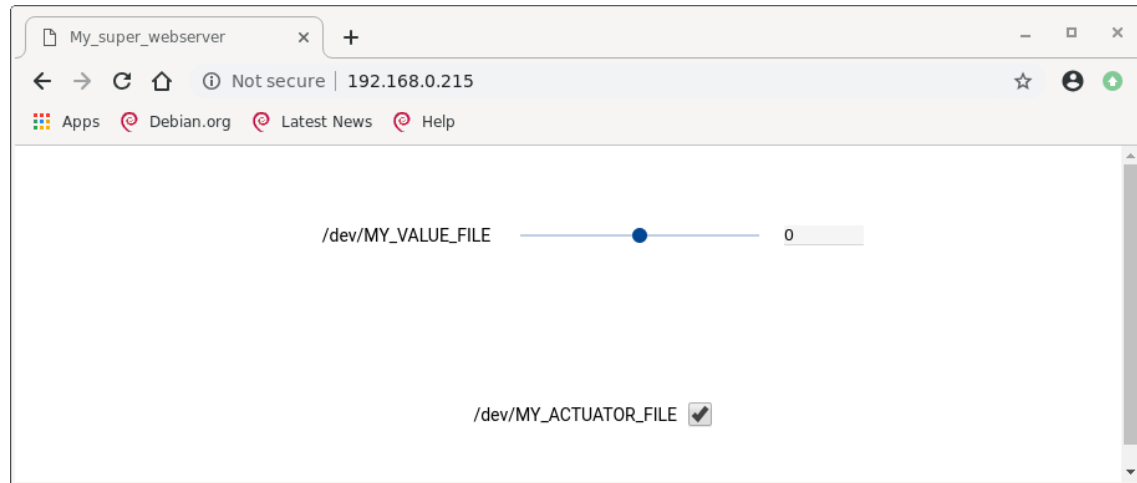 My_super_webserver
Not secure 192.168.0.215
Apps Debian.org Latest News Help
/dev/MY_VALUE_FILE 0
/dev/MY_ACTUATOR_FILE